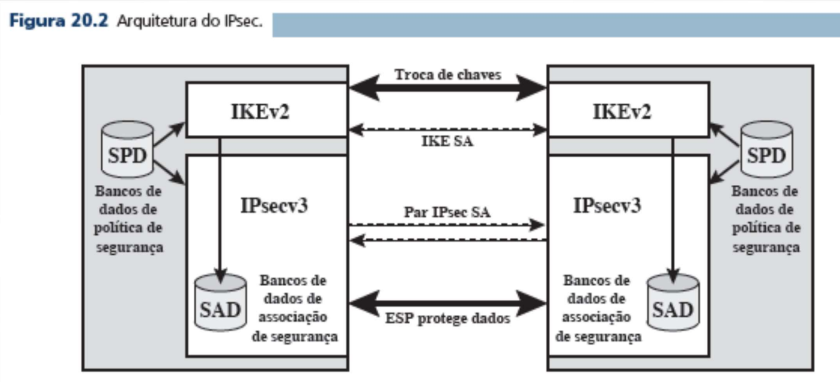 Figura 20.2 Arquitetura do IPsec.
Troca de chaves
IKEv2
IKEv2
IKE SA
SPD
SPD
Bancos de
dados de
política de
segurança
Bancos de
dados de
política de
segurança
IPsecv3
Par IPsec SA
IPsecv3
SAD
Bancos de
dados de
associação
de segurança
ESP protege dados
Bancos de
dados de
associação
de segurança
SAD